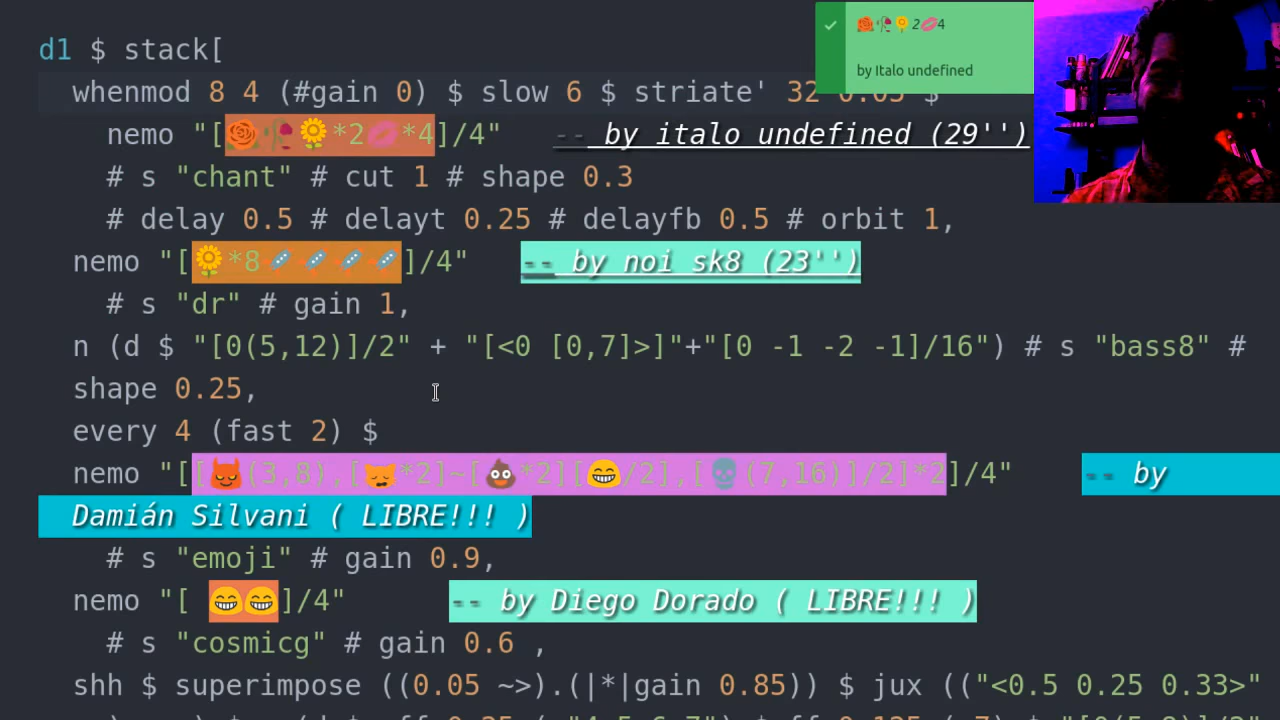 d1 $ stack[
🌹🥀🌻2💋4
by Italo undefined
whenmod 8 4 (#gain 0) $ slow 6 $ striate' 32 0.05 $
nemo "[🌹🥀🌻*2💋*4]/4" -- by italo undefined (29'')
# s "chant" # cut 1 # shape 0.3
# delay 0.5 # delayt 0.25 # delayfb 0.5 # orbit 1,
nemo "[🌻*8💉💉💉💉]/4" -- by noi sk8 (23'')
# s "dr" # gain 1,
n (d $ "[0(5,12)]/2" + "[<0 [0,7]>]"+"[0 -1 -2 -1]/16") # s "bass8" #
shape 0.25,
every 4 (fast 2) $
nemo "[[😈(3,8),[😿*2]~[💩*2][😁/2],[💀(7,16)]/2]*2]/4" -- by
Damián Silvani ( LIBRE!!! )
# s "emoji" # gain 0.9,
nemo "[ 😁😁]/4" -- by Diego Dorado ( LIBRE!!! )
# s "cosmicg" # gain 0.6 ,
shh $ superimpose ((0.05 ~>).(|*|gain 0.85)) $ jux (("<0.5 0.25 0.33>"